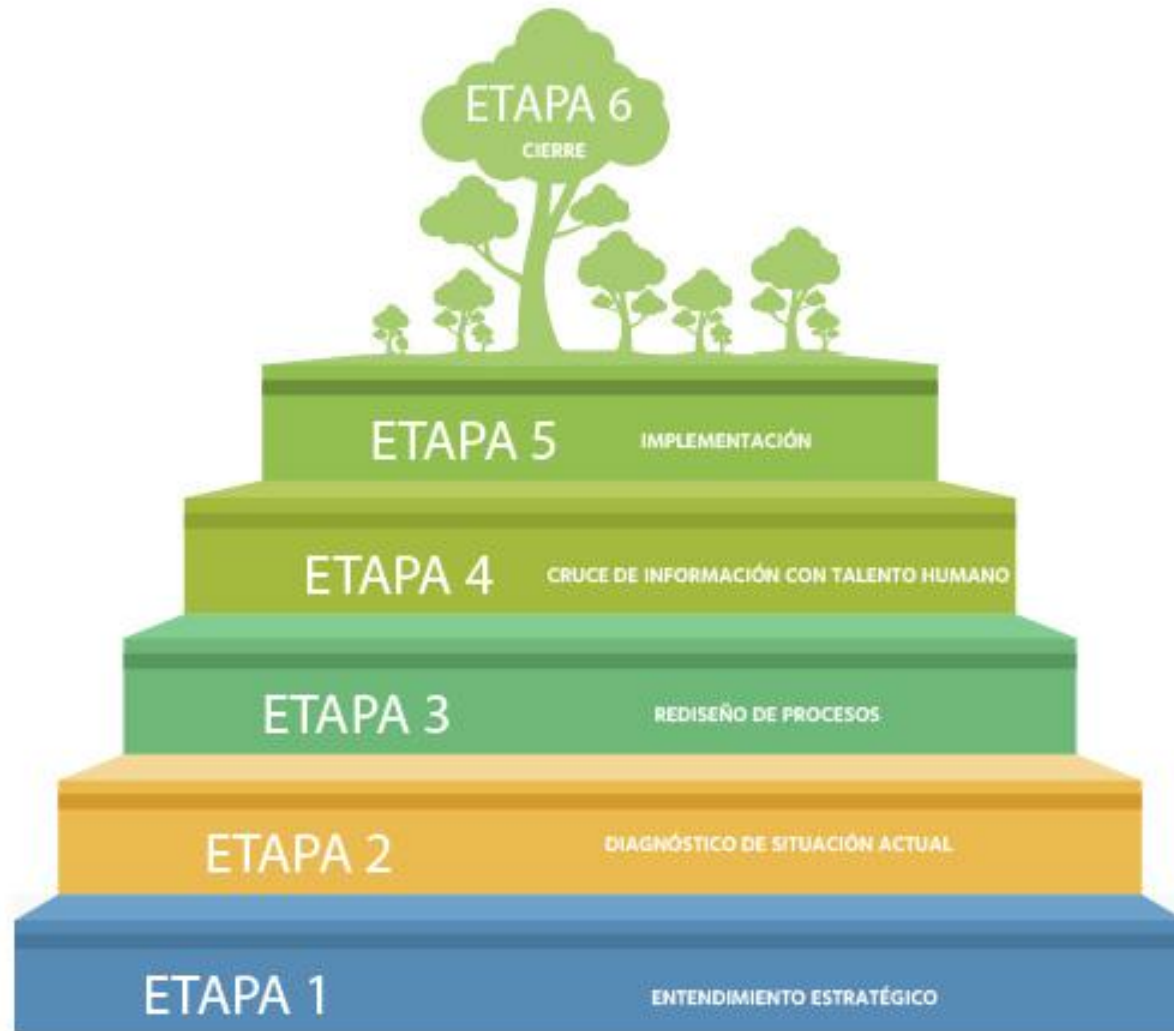 ETAPA 6
CIERRE
ETAPA 5 IMPLEMENTACIÓN
ETAPA 4 CRUCE DE INFORMACIÓN CON TALENTO HUMANO
ETAPA 3 REDISEÑO DE PROCESOS
ETAPA 2 DIAGNÓSTICO DE SITUACIÓN ACTUAL
ETAPA 1 ENTENDIMIENTO ESTRATÉGICO